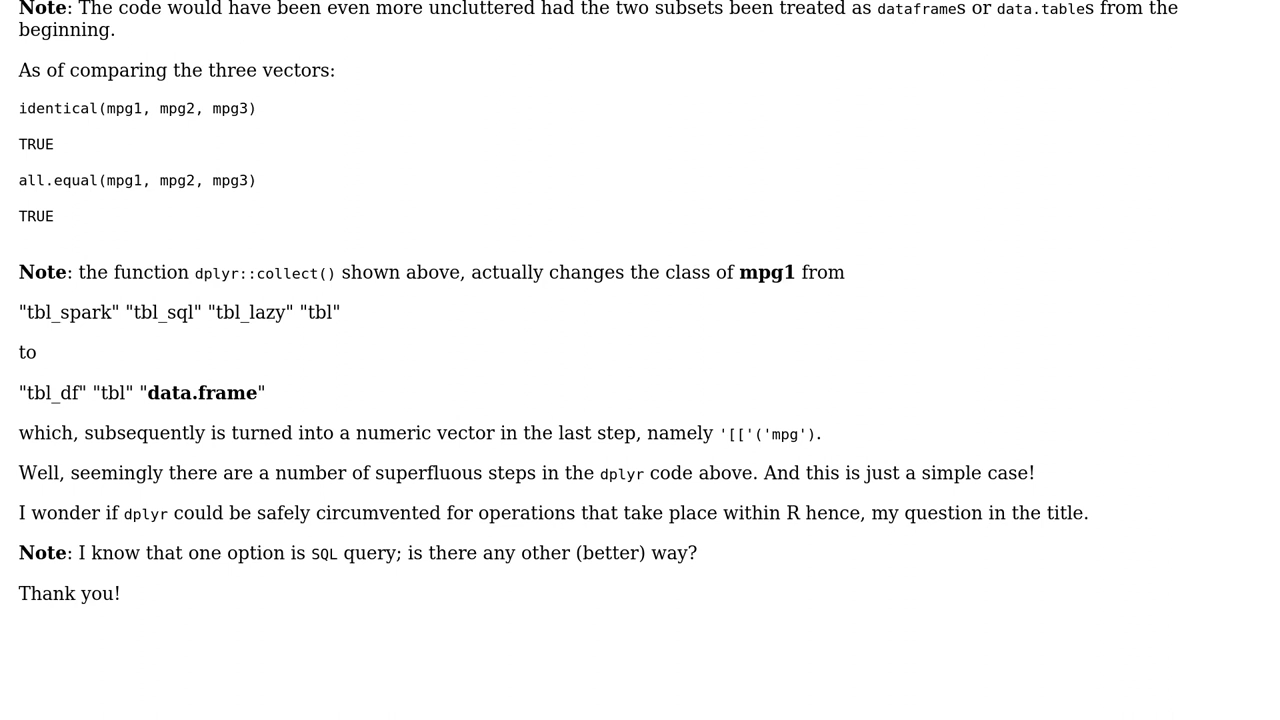 Note: The code would have been even more uncluttered had the two subsets been treated as dataframes or data.tables from the
beginning.
As of comparing the three vectors:
identical(mpg1, mpg2, mpg3)
TRUE
all.equal(mpg1, mpg2, mpg3)
TRUE
Note: the function dplyr::collect() shown above, actually changes the class of mpg1 from
"tbl_spark" "tbl_sql" "tbl_lazy" "tbl"
to
"tbl_df" "tbl" "data.frame"
which, subsequently is turned into a numeric vector in the last step, namely '[['('mpg').
Well, seemingly there are a number of superfluous steps in the dplyr code above. And this is just a simple case!
I wonder if dplyr could be safely circumvented for operations that take place within R hence, my question in the title.
Note: I know that one option is SQL query; is there any other (better) way?
Thank you!